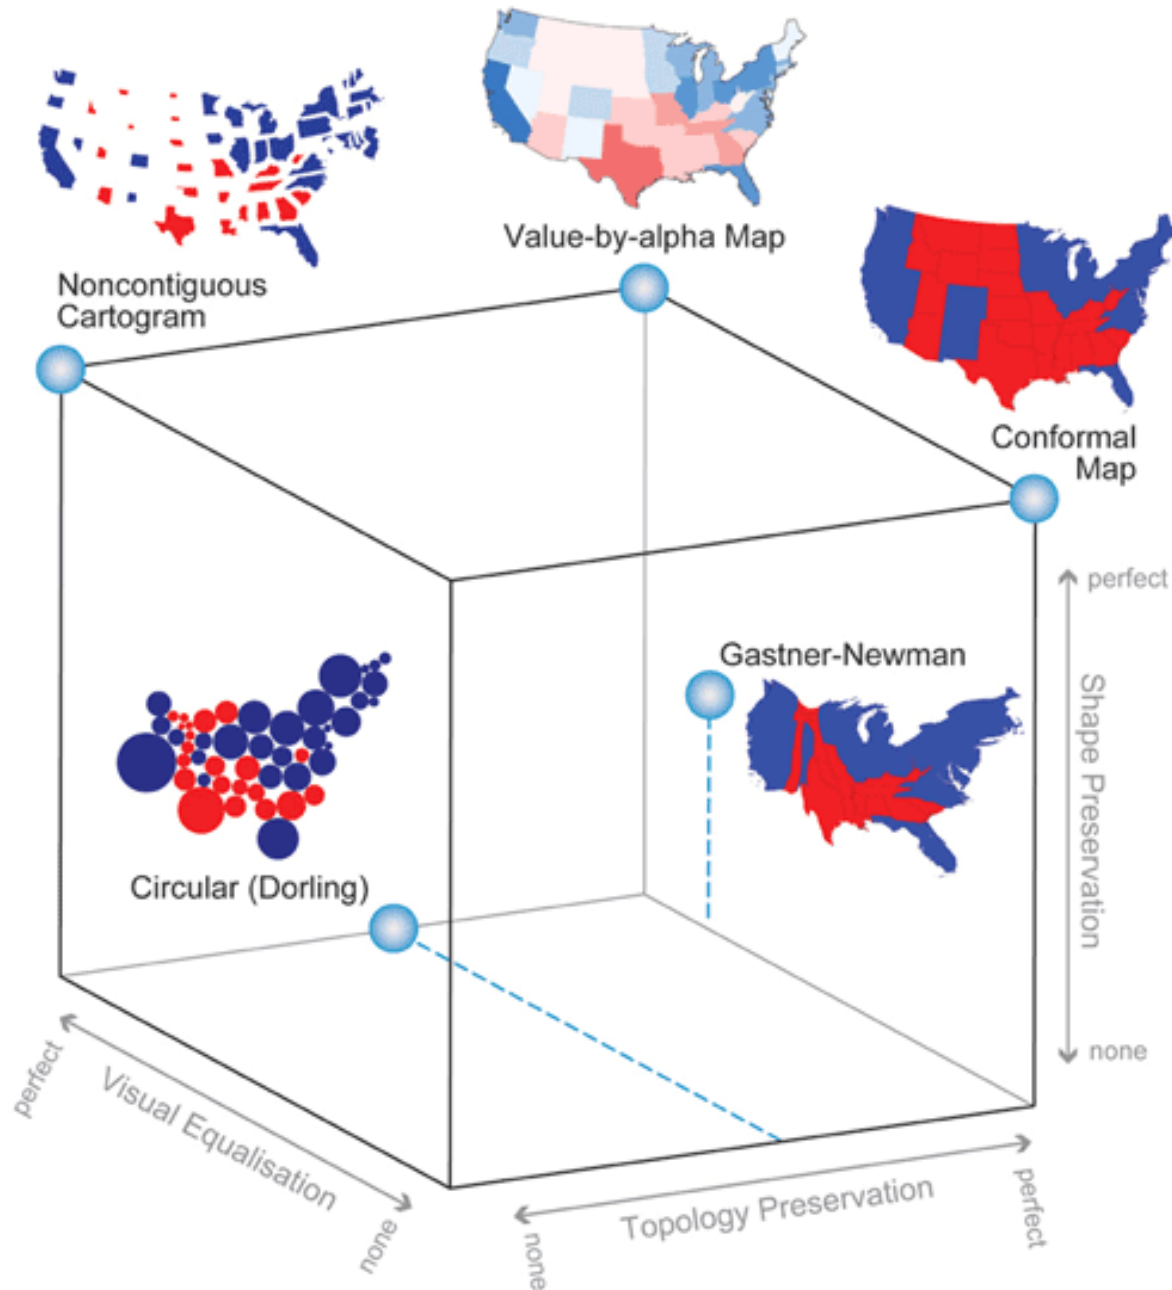 Value-by-alpha Map
Noncontiguous
Cartogram
Conformal
Map
perfect
Gastner-Newman
Shape Preservation
Circular (Dorling)
none
perfect
Visual Equalisation
none
Topology Preservation
none
perfect